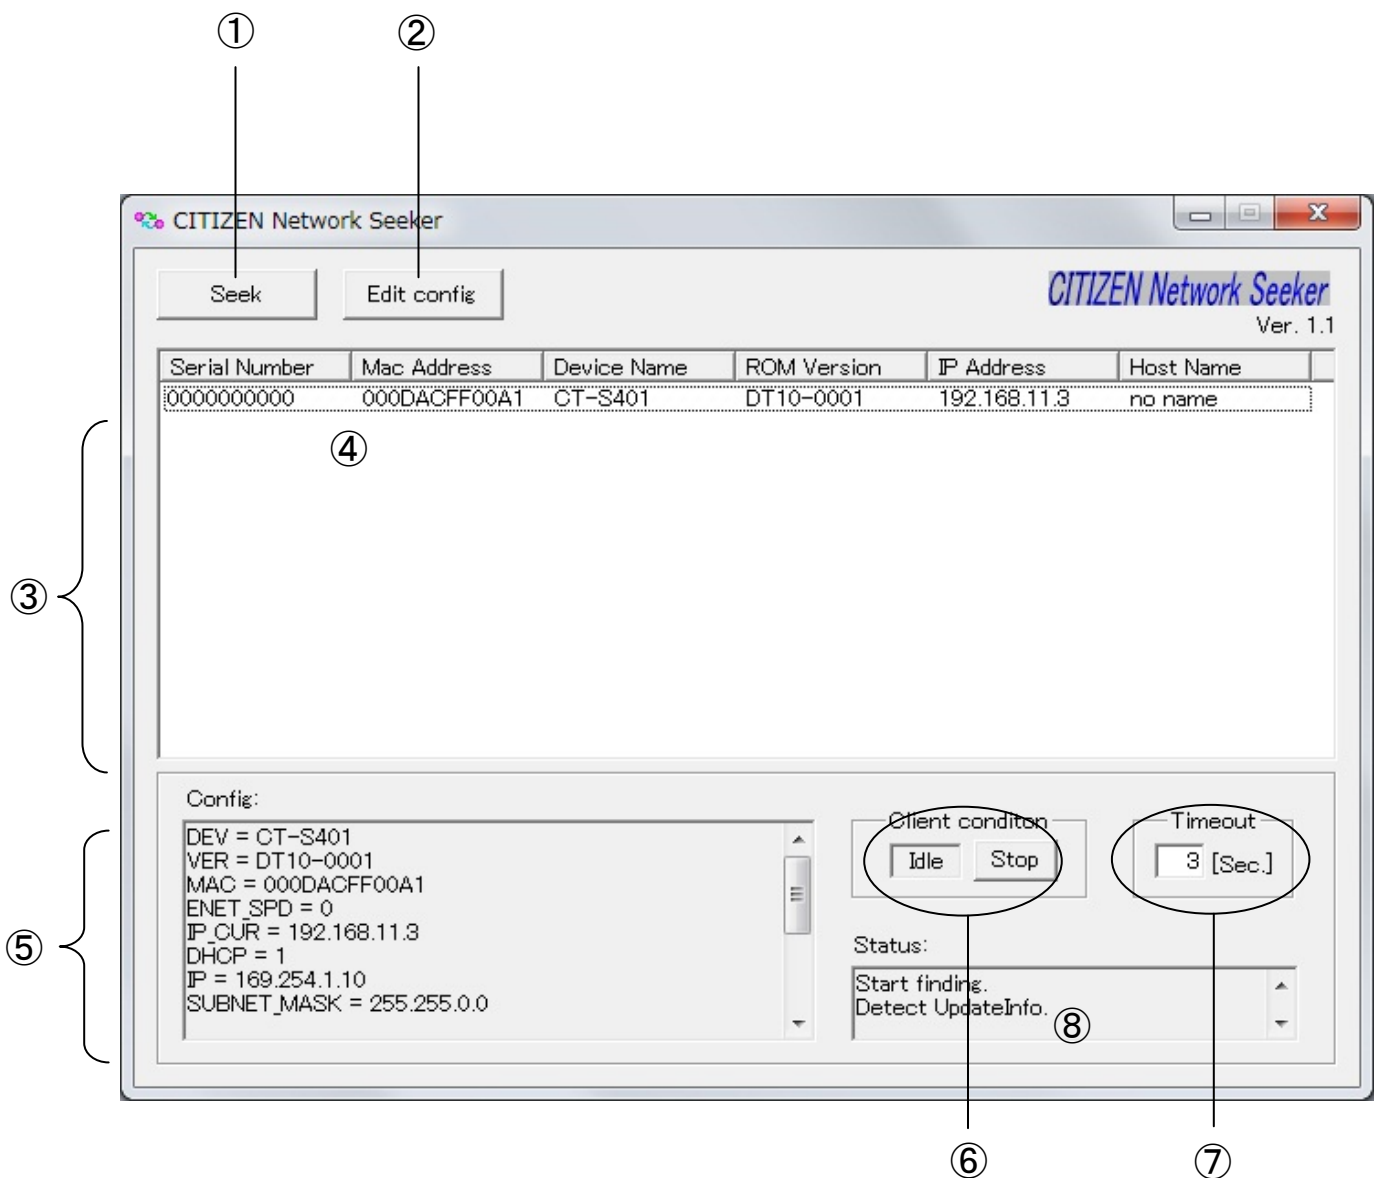 ① ②
CITIZEN Network Seeker
Seek Edit config CITIZEN Network Seeker
Ver. 1.1
Serial Number Mac Address Device Name ROM Version IP Address Host Name
0000000000 000DACFF00A1 CT-S401 DT10-0001 192.168.11.3 no name
④
③
Config:
DEV = CT-S401
VER = DT10-0001
MAC = 000DACFF00A1
ENET_SPD = 0
IP_CUR = 192.168.11.3
DHCP = 1
IP = 169.254.1.10
SUBNET_MASK = 255.255.0.0
⑤
Client conditon
Idle Stop
Timeout
3 [Sec.]
Status:
Start finding.
Detect UpdateInfo.
⑧
⑥ ⑦